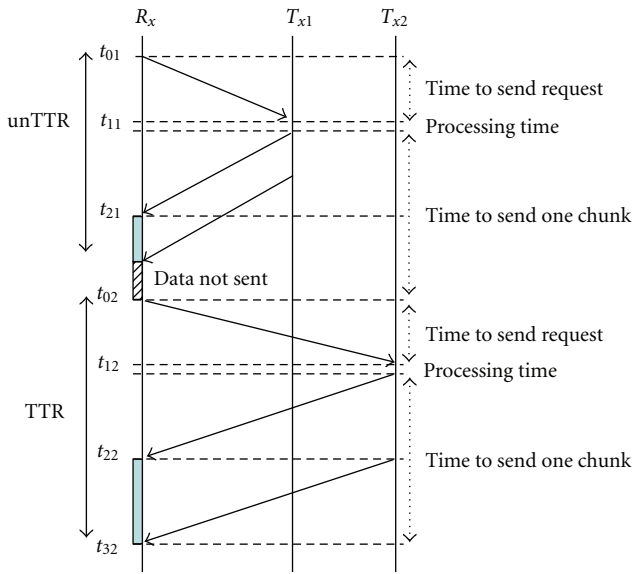 R_x T_x1 T_x2
t_01
Time to send request
unTTR
t_11
Processing time
t_21
Time to send one chunk
Data not sent
t_02
Time to send request
t_12
Processing time
TTR
t_22
Time to send one chunk
t_32